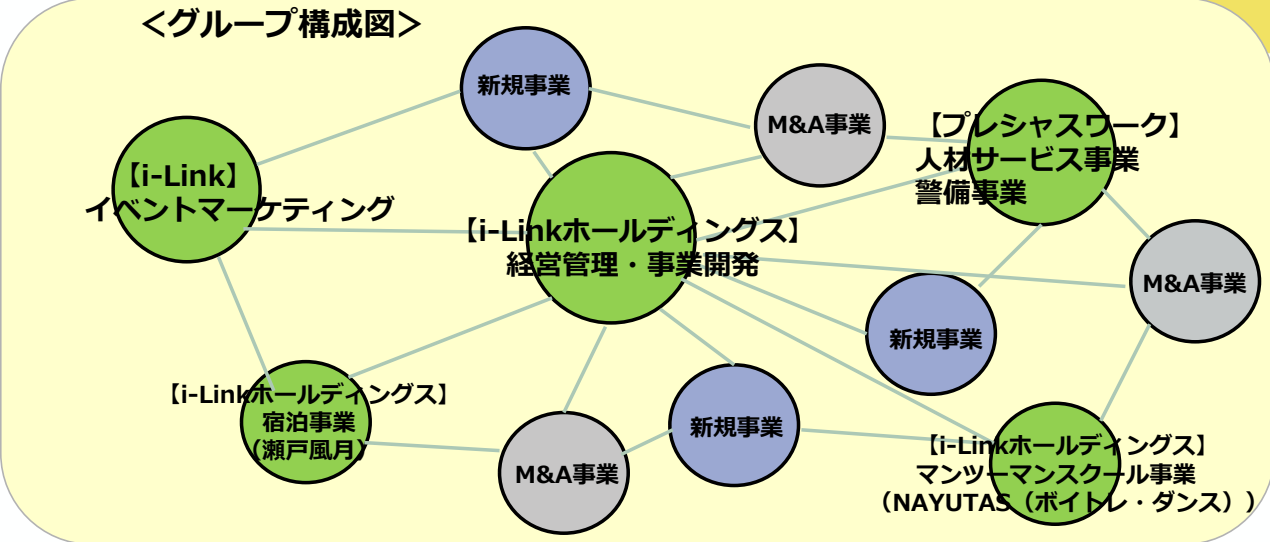 ＜グループ構成図＞
新規事業
M&A事業
【プレシャスワーク】
人材サービス事業
警備事業
【i-Link】
イベントマーケティング
【i-Linkホールディングス】
経営管理・事業開発
M&A事業
新規事業
【i-Linkホールディングス】
宿泊事業
（瀬戸風月）
新規事業
M&A事業
【i-Linkホールディングス】
マンツーマンスクール事業
（NAYUTAS（ボイトレ・ダンス））